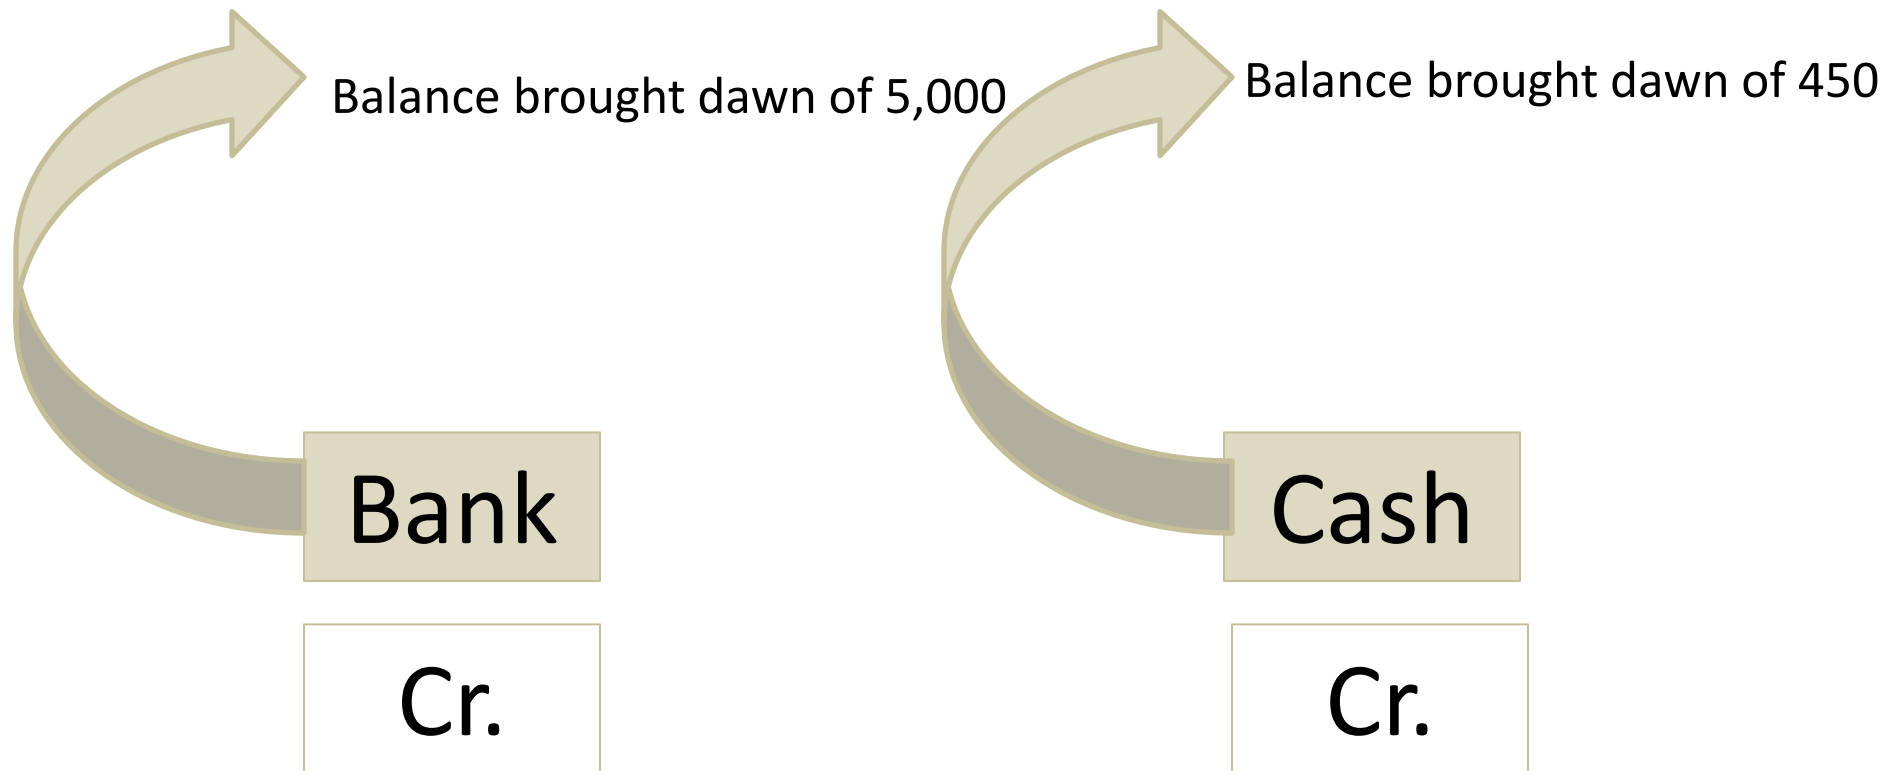 Balance brought dawn of 5,000
Balance brought dawn of 450
Bank
Cash
Cr.
Cr.